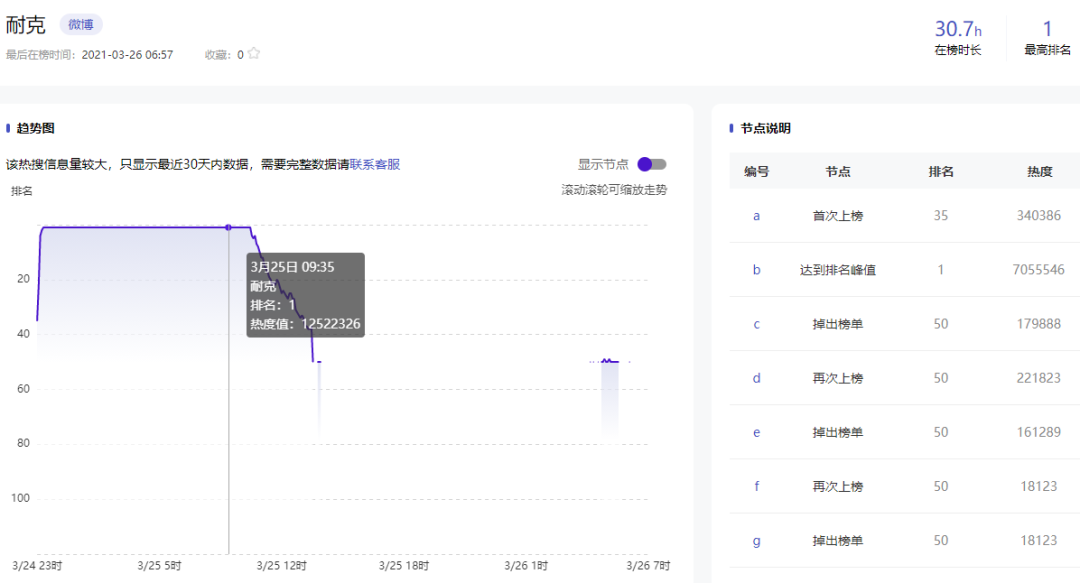 耐克 微博
最后在榜时间: 2021-03-26 06:57 收藏: 0
30.7h
在榜时长
1
最高排名
趋势图
该热搜信息量较大，只显示最近30天内数据，需要完整数据请联系客服
显示节点
滚动滚轮可缩放走势
排名
20
40
60
80
100
3月25日 09:35
耐克
排名: 1
热度值: 12522326
3/24 23时 3/25 5时 3/25 12时 3/25 18时 3/26 1时 3/26 7时
节点说明
编号 节点 排名 热度
a 首次上榜 35 340386
b 达到排名峰值 1 7055546
c 掉出榜单 50 179888
d 再次上榜 50 221823
e 掉出榜单 50 161289
f 再次上榜 50 18123
g 掉出榜单 50 18123